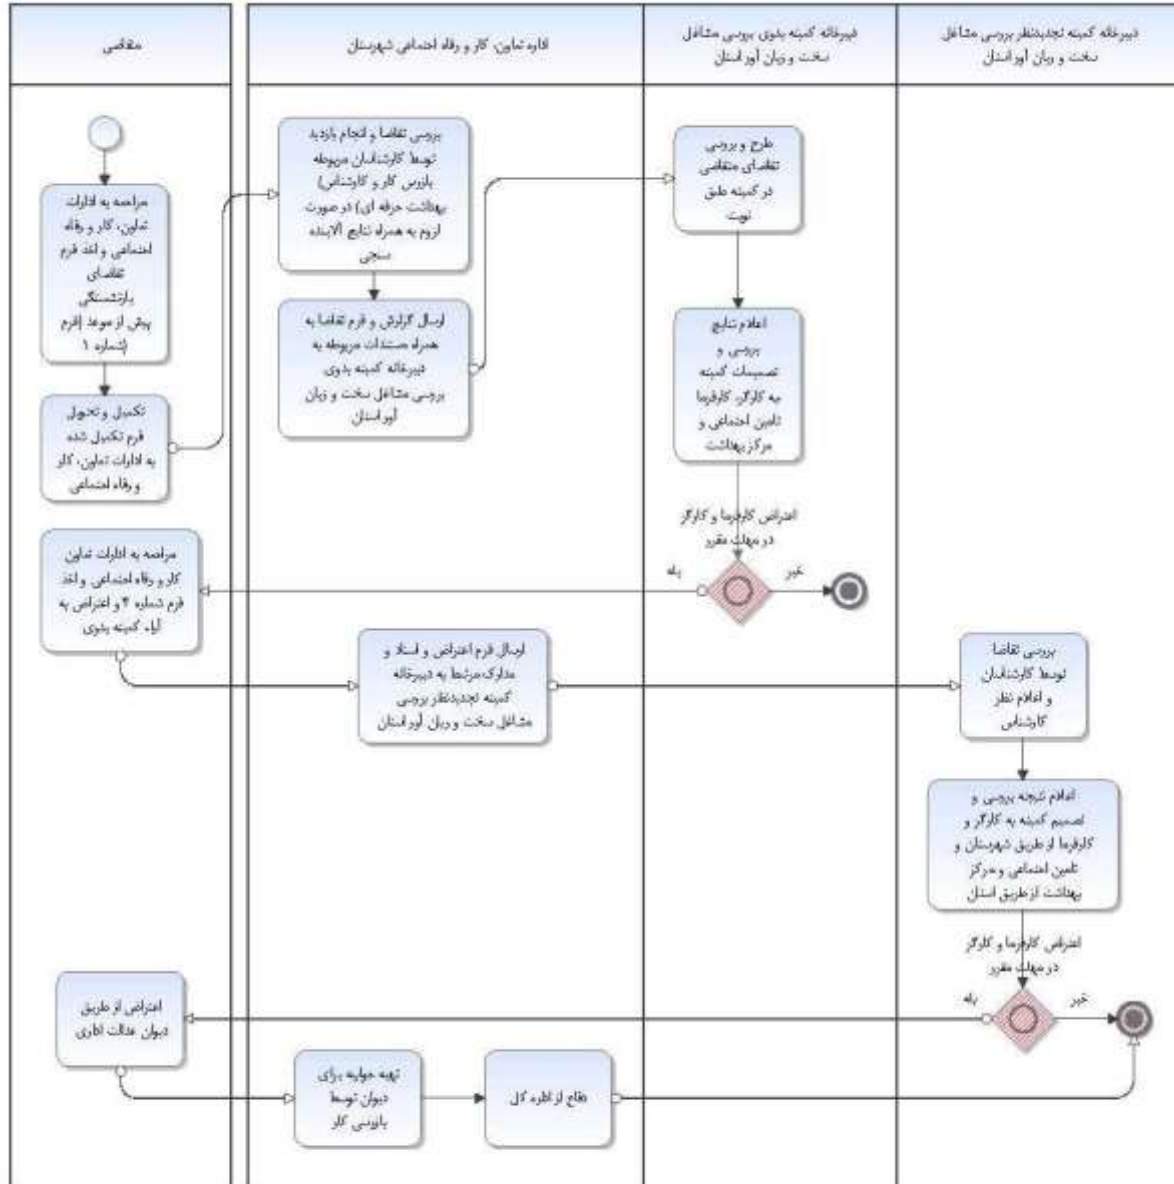 متقاضی
اداره تعاون، کار و رفاه اجتماعی شهرستان
دبیرخانه کمیته بدوی بررسی مشاغل
سخت و زیان آور استان
دبیرخانه کمیته تجدیدنظر بررسی مشاغل
سخت و زیان آور استان
مراجعه به ادارات
تعاون، کار و رفاه
اجتماعی و اخذ فرم
تقاضای
بازنشستگی
پیش از موعد (فرم
(شماره ۱
تکمیل و تحویل
فرم تکمیل شده
به ادارات تعاون، کار
و رفاه اجتماعی
بررسی تقاضا و انجام بازدید
توسط کارشناسان مربوطه
بازرس کار و کارشناس)
بهداشت حرفه ای) در صورت
لزوم به همراه نتایج آلاینده
سنجی
ارسال گزارش و فرم تقاضا به
همراه مستندات مربوطه به
دبیرخانه کمیته بدوی
بررسی مشاغل سخت و زیان
آور استان
طرح و بررسی
تقاضای متقاضی
در کمیته طبق
نوبت
اعلام نتایج
بررسی و
تصمیمات کمیته
به کارگر، کارفرما
تامین اجتماعی و
مرکز بهداشت
اعتراض کارفرما و کارگر
در مهلت مقرر
بله
خیر
مراجعه به ادارات تعاون
کار و رفاه اجتماعی و اخذ
فرم شماره ۴ و اعتراض به
آراء کمیته بدوی
ارسال فرم اعتراض و اسناد و
مدارک مرتبط به دبیرخانه
کمیته تجدیدنظر بررسی
مشاغل سخت و زیان آور استان
بررسی تقاضا
توسط کارشناسان
و اعلام نظر
کارشناسی
اعلام نتیجه بررسی و
تصمیم کمیته به کارگر و
کارفرما از طریق شهرستان و
تامین اجتماعی و مرکز
بهداشت از طریق استان
اعتراض کارفرما و کارگر
در مهلت مقرر
بله
خیر
اعتراض از طریق
دیوان عدالت اداری
تهیه جوابیه برای
دیوان توسط
بازرسی کار
دفاع از اداره کل